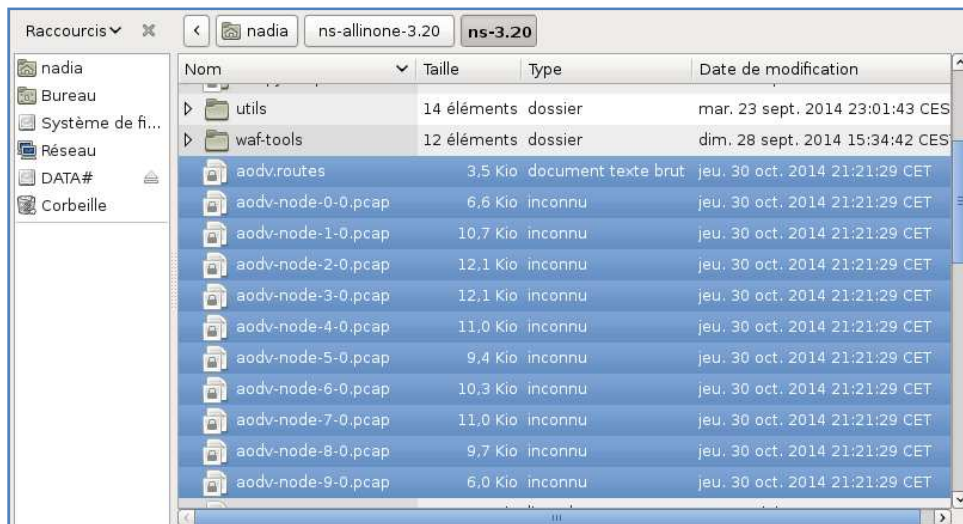 Raccourcis nadia ns-allinone-3.20 ns-3.20
nadia
Bureau
Système de fi...
Réseau
DATA#
Corbeille
Nom Taille Type Date de modification
utils 14 éléments dossier mar. 23 sept. 2014 23:01:43 CES
waf-tools 12 éléments dossier dim. 28 sept. 2014 15:34:42 CES
aodv.routes 3,5 Kio document texte brut jeu. 30 oct. 2014 21:21:29 CET
aodv-node-0-0.pcap 6,6 Kio inconnu jeu. 30 oct. 2014 21:21:29 CET
aodv-node-1-0.pcap 10,7 Kio inconnu jeu. 30 oct. 2014 21:21:29 CET
aodv-node-2-0.pcap 12,1 Kio inconnu jeu. 30 oct. 2014 21:21:29 CET
aodv-node-3-0.pcap 12,1 Kio inconnu jeu. 30 oct. 2014 21:21:29 CET
aodv-node-4-0.pcap 11,0 Kio inconnu jeu. 30 oct. 2014 21:21:29 CET
aodv-node-5-0.pcap 9,4 Kio inconnu jeu. 30 oct. 2014 21:21:29 CET
aodv-node-6-0.pcap 10,3 Kio inconnu jeu. 30 oct. 2014 21:21:29 CET
aodv-node-7-0.pcap 11,0 Kio inconnu jeu. 30 oct. 2014 21:21:29 CET
aodv-node-8-0.pcap 9,7 Kio inconnu jeu. 30 oct. 2014 21:21:29 CET
aodv-node-9-0.pcap 6,0 Kio inconnu jeu. 30 oct. 2014 21:21:29 CET